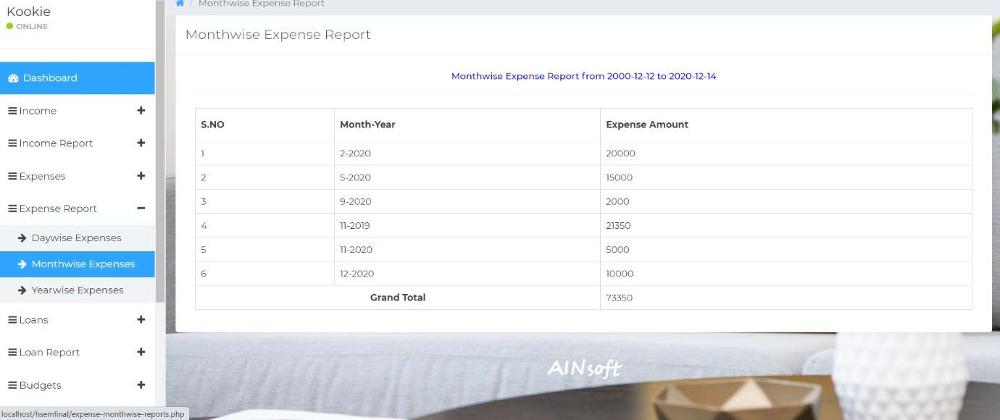 Kookie
ONLINE
Dashboard
Income
Income Report
Expenses
Expense Report
Daywise Expenses
Monthwise Expenses
Yearwise Expenses
Loans
Loan Report
Budgets
localhost/hsemfinal/expense-monthwise-reports.php
/ Monthwise Expense Report
Monthwise Expense Report
Monthwise Expense Report from 2000-12-12 to 2020-12-14
S.NO Month-Year Expense Amount
1 2-2020 20000
2 5-2020 15000
3 9-2020 2000
4 11-2019 21350
5 11-2020 5000
6 12-2020 10000
Grand Total 73350
AINsoft